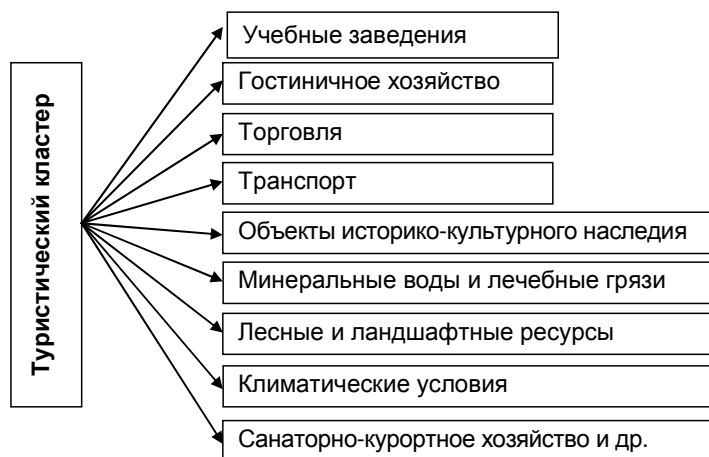 Туристический кластер
Учебные заведения
Гостиничное хозяйство
Торговля
Транспорт
Объекты историко-культурного наследия
Минеральные воды и лечебные грязи
Лесные и ландшафтные ресурсы
Климатические условия
Санаторно-курортное хозяйство и др.